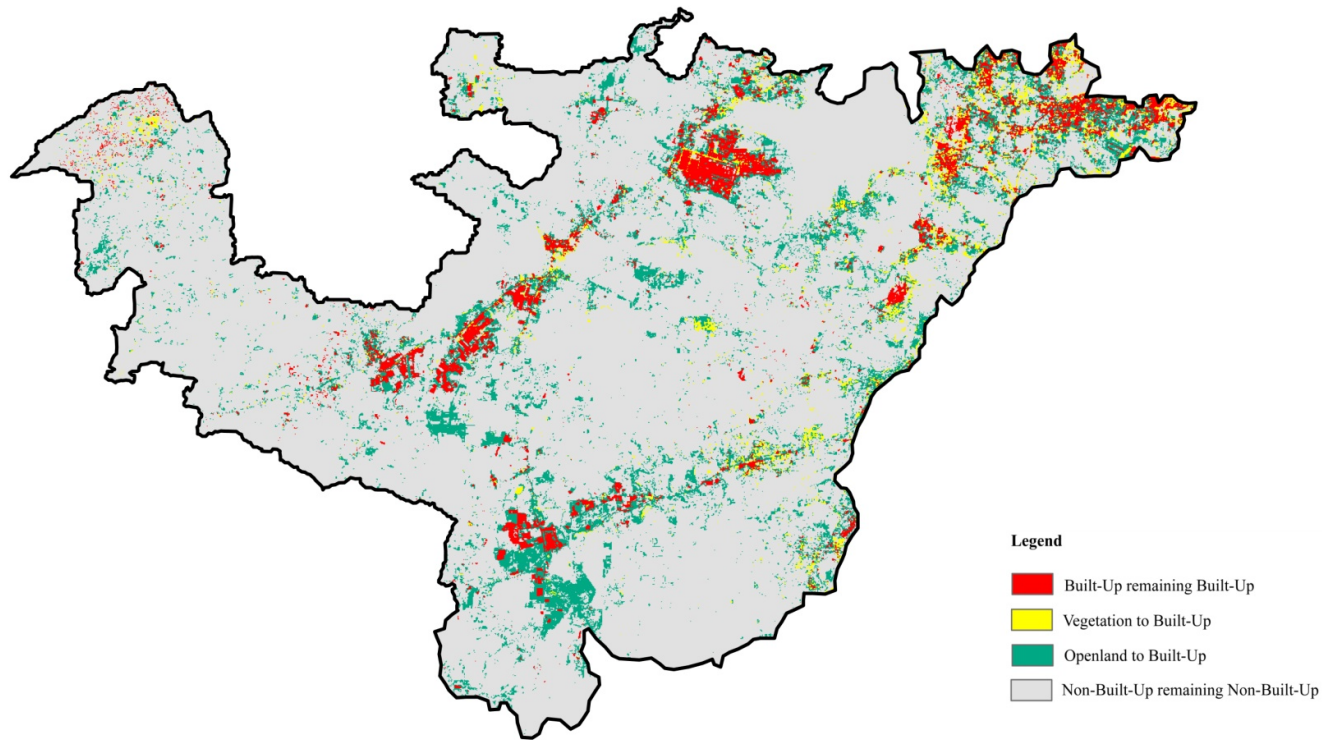 Legend
Built-Up remaining Built-Up
Vegetation to Built-Up
Openland to Built-Up
Non-Built-Up remaining Non-Built-Up